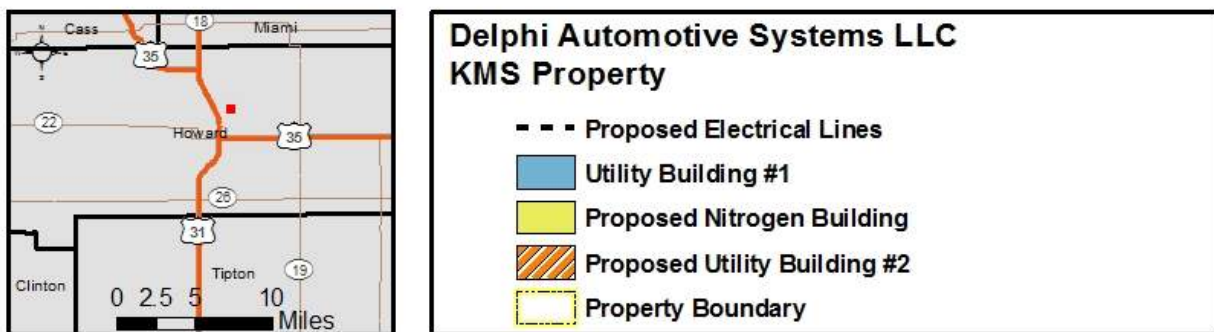 18
Cass
Miami
35
22
Howard
35
26
31
Tipton
19
Clinton
0 2.5 5 10
Miles
Delphi Automotive Systems LLC
KMS Property
Proposed Electrical Lines
Utility Building #1
Proposed Nitrogen Building
Proposed Utility Building #2
Property Boundary